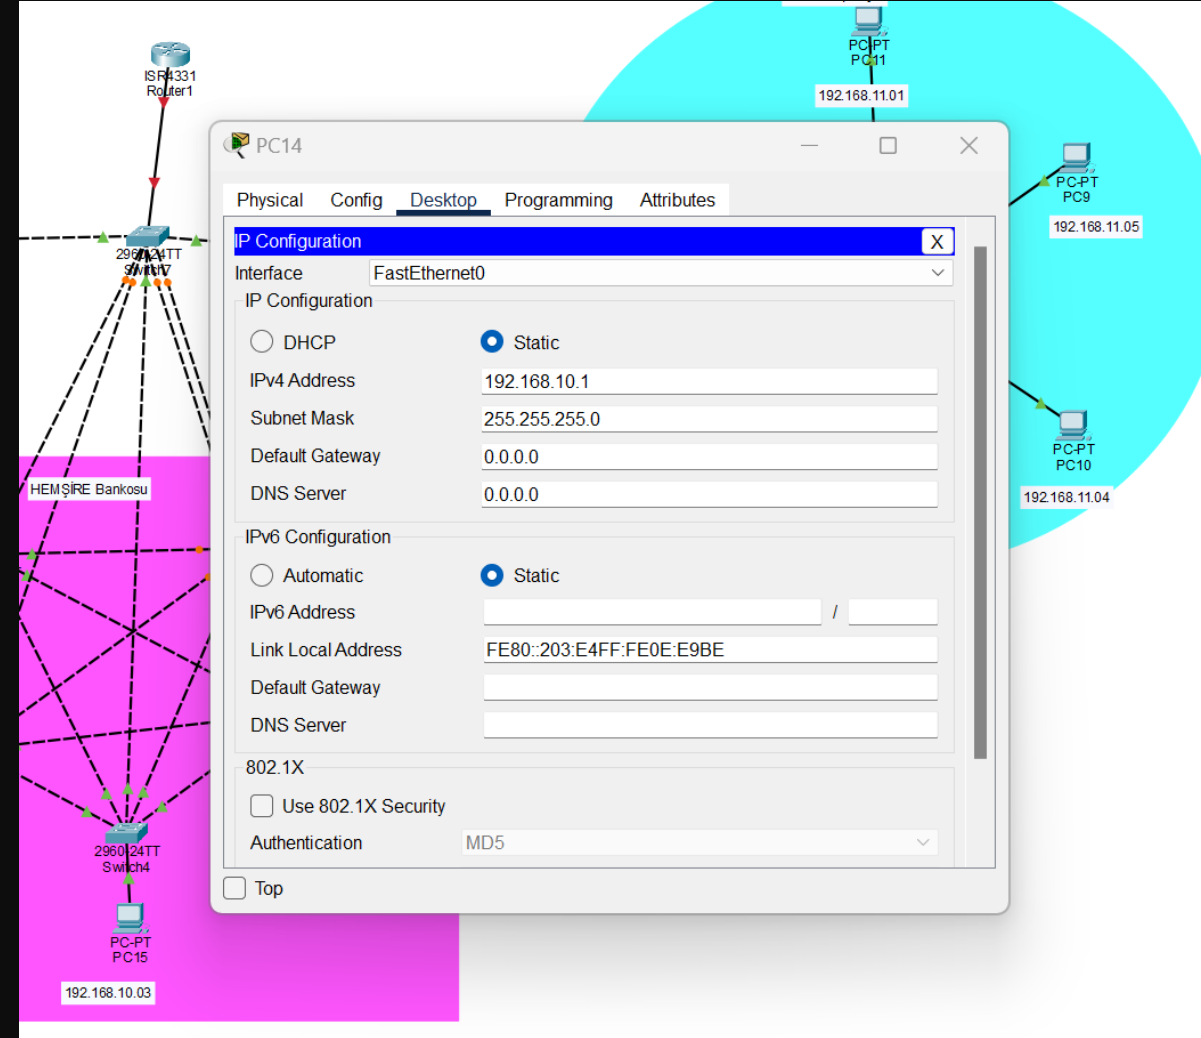 PC-PT
PC11
192.168.11.01
ISR4331
Router1
PC-PT
PC9
192.168.11.05
2960-24TT
Switch7
PC-PT
PC10
192.168.11.04
HEMŞİRE Bankosu
2960-24TT
Switch4
PC-PT
PC15
192.168.10.03
PC14
Physical Config Desktop Programming Attributes
IP Configuration X
Interface FastEthernet0
IP Configuration
DHCP Static
IPv4 Address 192.168.10.1
Subnet Mask 255.255.255.0
Default Gateway 0.0.0.0
DNS Server 0.0.0.0
IPv6 Configuration
Automatic Static
IPv6 Address /
Link Local Address FE80::203:E4FF:FE0E:E9BE
Default Gateway
DNS Server
802.1X
Use 802.1X Security
Authentication MD5
Top